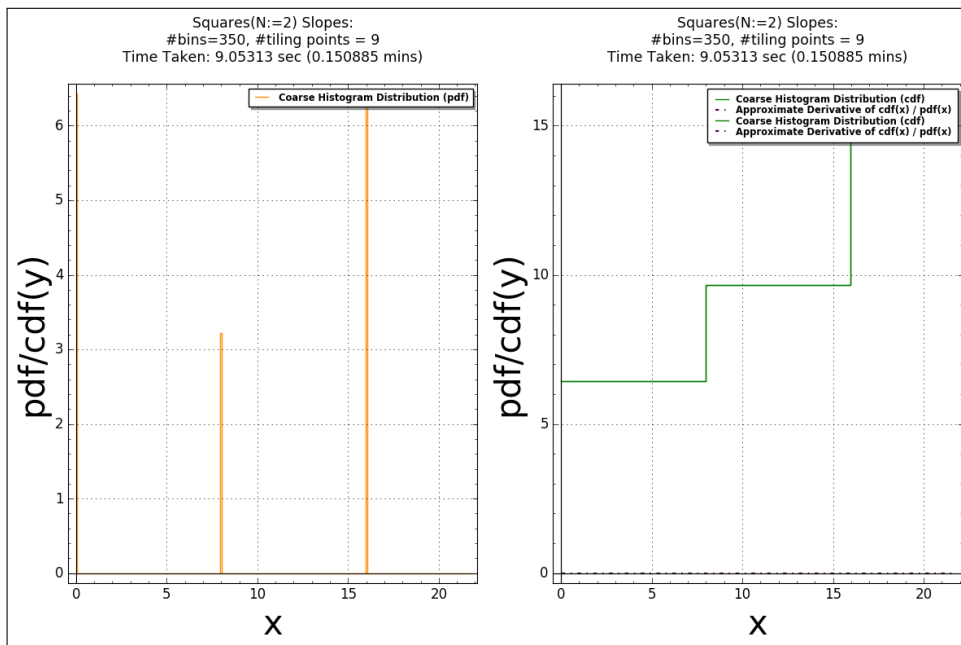 Squares(N:=2) Slopes:
#bins=350, #tiling points = 9
Time Taken: 9.05313 sec (0.150885 mins)
Coarse Histogram Distribution (pdf)
6
5
4
3
2
1
0
pdf/cdf(y)
0 5 10 15 20
x
Squares(N:=2) Slopes:
#bins=350, #tiling points = 9
Time Taken: 9.05313 sec (0.150885 mins)
Coarse Histogram Distribution (cdf)
Approximate Derivative of cdf(x) / pdf(x)
Coarse Histogram Distribution (cdf)
Approximate Derivative of cdf(x) / pdf(x)
15
10
5
0
pdf/cdf(y)
0 5 10 15 20
x